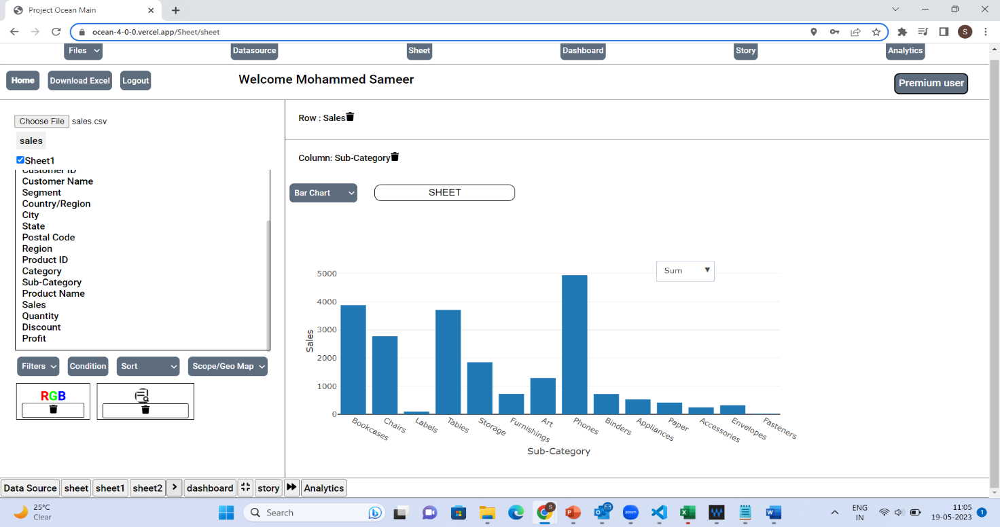 Project Ocean Main
ocean-4-0-0.vercel.app/Sheet/sheet
S
Files
Datasource
Sheet
Dashboard
Story
Analytics
Home
Download Excel
Logout
Welcome Mohammed Sameer
Premium user
Choose File sales.csv
sales
Sheet1
Customer ID
Customer Name
Segment
Country/Region
City
State
Postal Code
Region
Product ID
Category
Sub-Category
Product Name
Sales
Quantity
Discount
Profit
Filters
Condition
Sort
Scope/Geo Map
RGB
Row : Sales
Column: Sub-Category
Bar Chart
SHEET
Sum
5000
4000
3000
2000
1000
0
Sales
Bookcases
Chairs
Labels
Tables
Storage
Furnishings
Art
Phones
Binders
Appliances
Paper
Accessories
Envelopes
Fasteners
Sub-Category
Data Source
sheet
sheet1
sheet2
dashboard
story
Analytics
25°C
Clear
Search
zoom
ENG
IN
11:05
19-05-2023
1